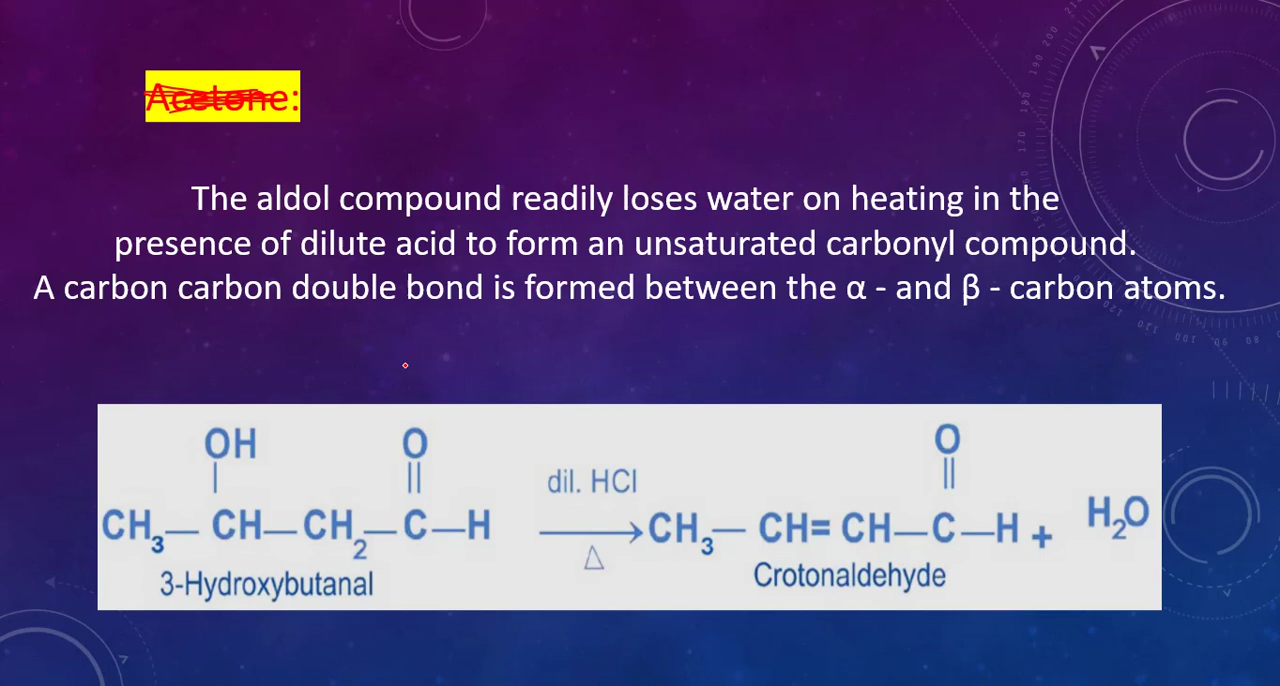 Acetone:
The aldol compound readily loses water on heating in the
presence of dilute acid to form an unsaturated carbonyl compound.
A carbon carbon double bond is formed between the α - and β - carbon atoms.
OH O O
| || dil. HCl ||
CH₃— CH—CH₂—C—H ⟶ CH₃— CH= CH—C—H + H₂O
△
3-Hydroxybutanal Crotonaldehyde